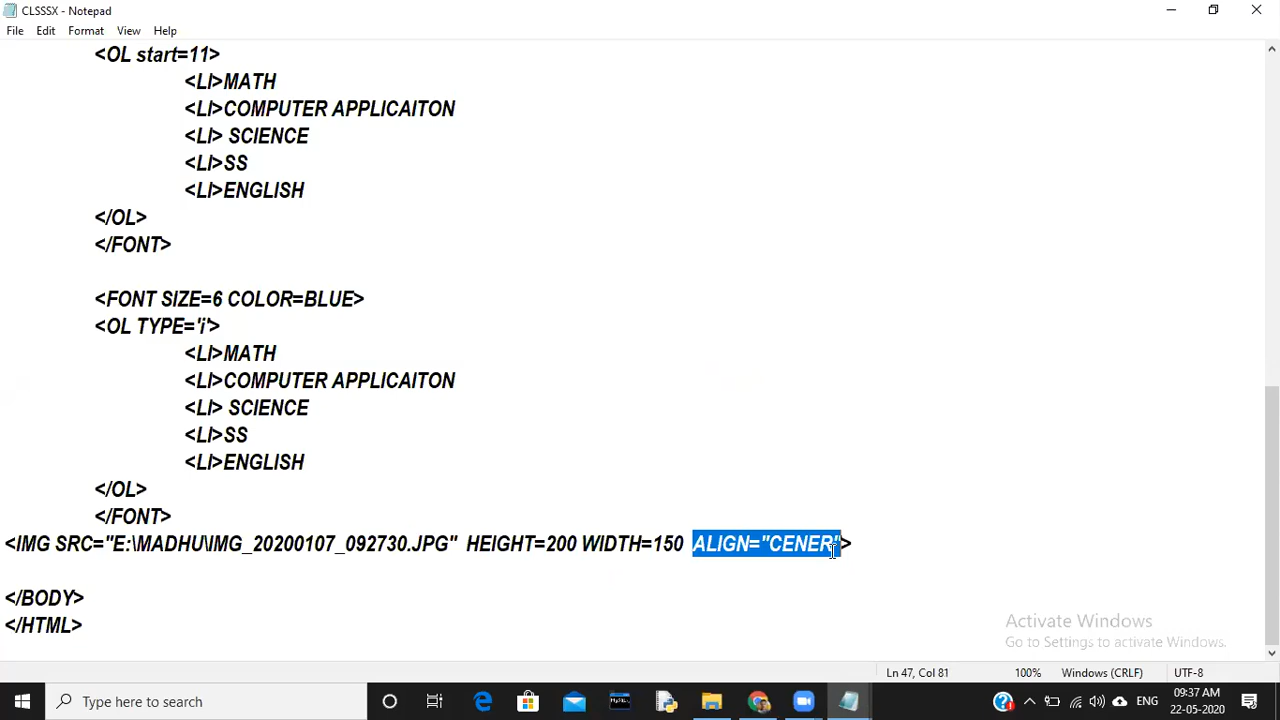 CLSSSX - Notepad
File Edit Format View Help
<OL start=11>
<LI>MATH
<LI>COMPUTER APPLICAITON
<LI> SCIENCE
<LI>SS
<LI>ENGLISH
</OL>
</FONT>
<FONT SIZE=6 COLOR=BLUE>
<OL TYPE='i'>
<LI>MATH
<LI>COMPUTER APPLICAITON
<LI> SCIENCE
<LI>SS
<LI>ENGLISH
</OL>
</FONT>
<IMG SRC="E:\MADHU\IMG_20200107_092730.JPG" HEIGHT=200 WIDTH=150 ALIGN="CENER">
</BODY>
</HTML>
Activate Windows
Go to Settings to activate Windows.
Ln 47, Col 81 100% Windows (CRLF) UTF-8
Type here to search
ENG
09:37 AM
22-05-2020